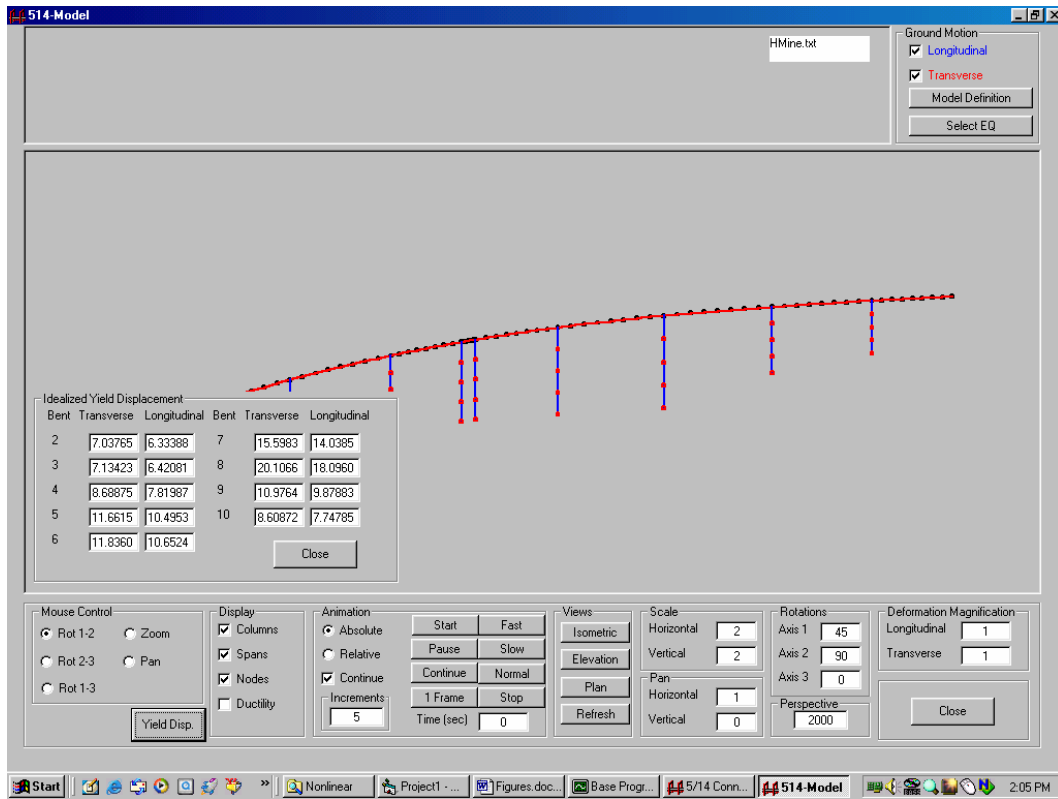 514-Model
HMine.txt
Ground Motion
Longitudinal
Transverse
Model Definition
Select EQ
Idealized Yield Displacement
Bent Transverse Longitudinal Bent Transverse Longitudinal
2 7.03765 6.33388 7 15.5983 14.0385
3 7.13423 6.42081 8 20.1066 18.0960
4 8.68875 7.81987 9 10.9764 9.87883
5 11.6615 10.4953 10 8.60872 7.74785
6 11.8360 10.6524
Close
Mouse Control
Rot 1-2 Zoom
Rot 2-3 Pan
Rot 1-3
Yield Disp.
Display
Columns
Spans
Nodes
Ductility
Animation
Absolute
Relative
Continue
Increments
5
Start Fast
Pause Slow
Continue Normal
1 Frame Stop
Time (sec) 0
Views
Isometric
Elevation
Plan
Refresh
Scale
Horizontal 2
Vertical 2
Pan
Horizontal 1
Vertical 0
Rotations
Axis 1 45
Axis 2 90
Axis 3 0
Perspective
2000
Deformation Magnification
Longitudinal 1
Transverse 1
Close
Start » Nonlinear Project1 - ... Figures.doc... Base Progr... 5/14 Conn... 514-Model 2:05 PM